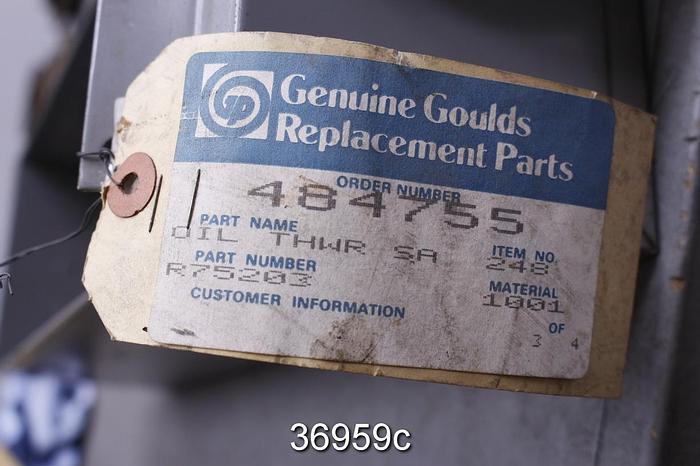 Genuine Goulds
Replacement Parts
ORDER NUMBER
484755
PART NAME
OIL THWR SA
ITEM NO.
248
PART NUMBER
R75203
MATERIAL
1001
CUSTOMER INFORMATION
OF
3 4
36959c